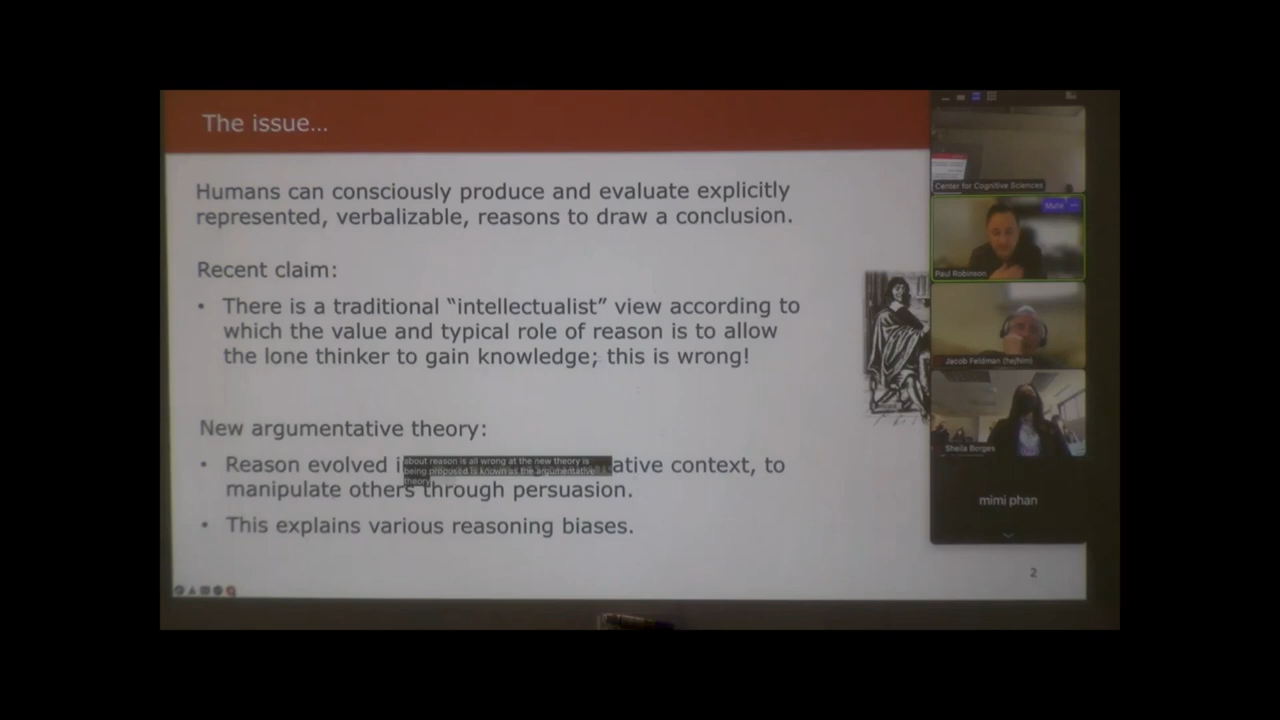 The issue…
Humans can consciously produce and evaluate explicitly
represented, verbalizable, reasons to draw a conclusion.
Recent claim:
• There is a traditional “intellectualist” view according to
which the value and typical role of reason is to allow
the lone thinker to gain knowledge; this is wrong!
New argumentative theory:
• Reason evolved ative context, to
manipulate others through persuasion.
• This explains various reasoning biases.
about reason is all wrong at the new theory is
being proposed is known as the argumentative
theory
2
Center for Cognitive Sciences
Mute
Paul Robinson
Jacob Feldman (he/him)
Sheila Borges
mimi phan